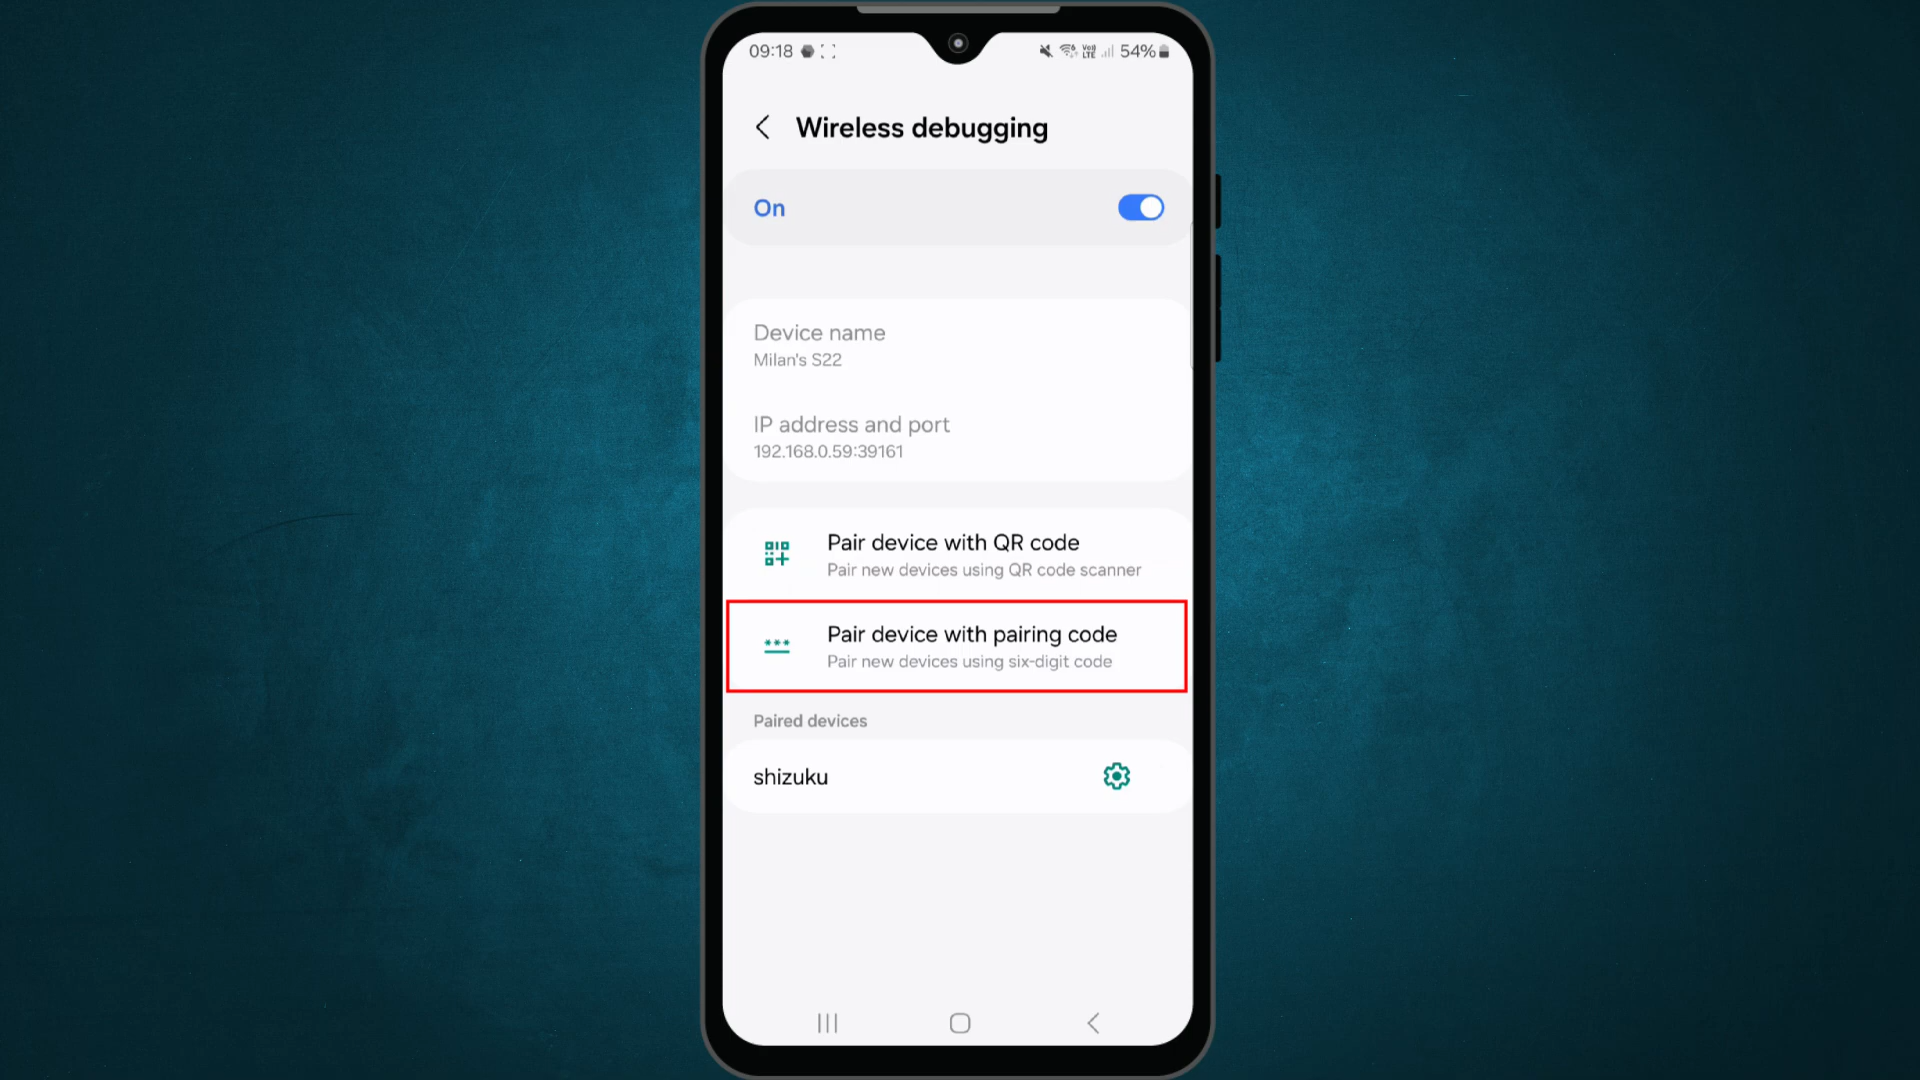 09:18
Vo)) LTE 54%
Wireless debugging
On
Device name
Milan's S22
IP address and port
192.168.0.59:39161
Pair device with QR code
Pair new devices using QR code scanner
Pair device with pairing code
Pair new devices using six-digit code
Paired devices
shizuku